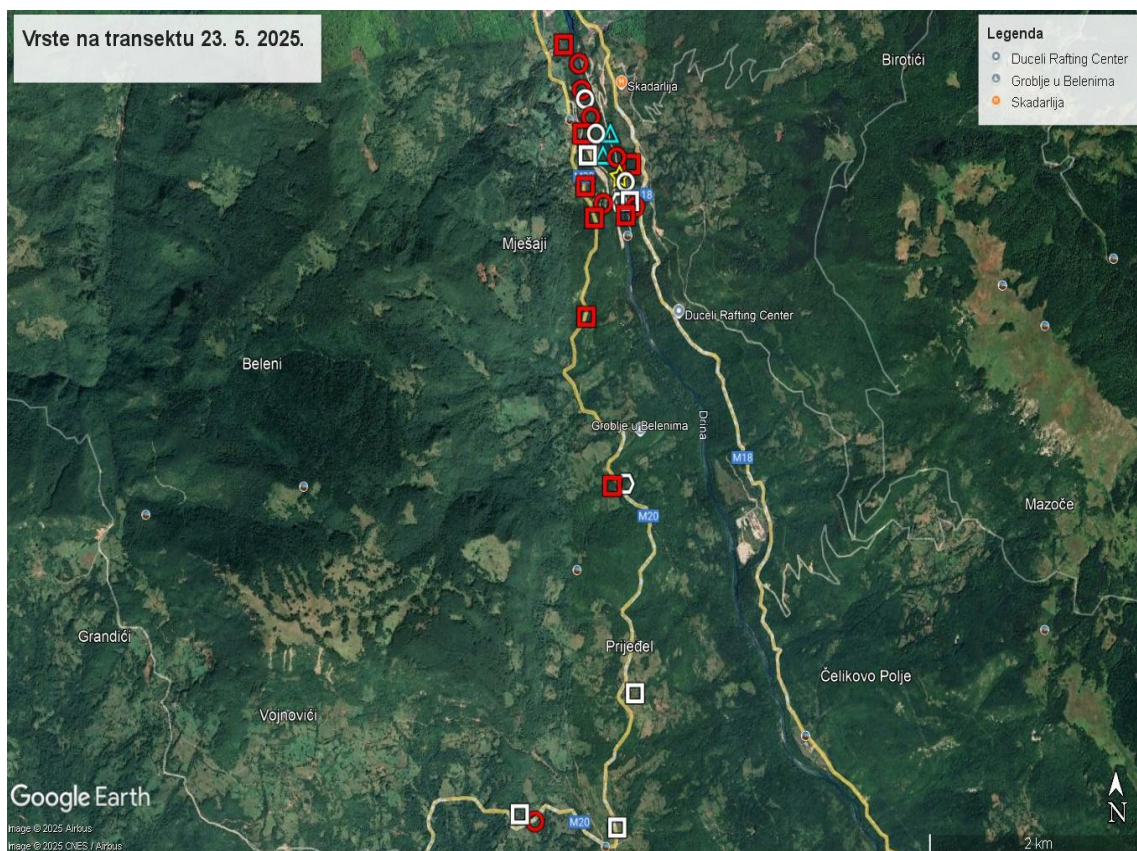 Vrste na transektu 23. 5. 2025.
Legenda
Duceli Rafting Center
Groblje u Belenima
Skadarlija
Birotići
Skadarlija
18
Mješaji
Duceli Rafting Center
Beleni
Groblje u Belenima
Drina
M18
M20
Mazoče
Grandići
Prijeđel
Čelikovo Polje
Vojnovići
Google Earth
M20
Image © 2025 Airbus
Image © 2025 CNES / Airbus
N
2 km